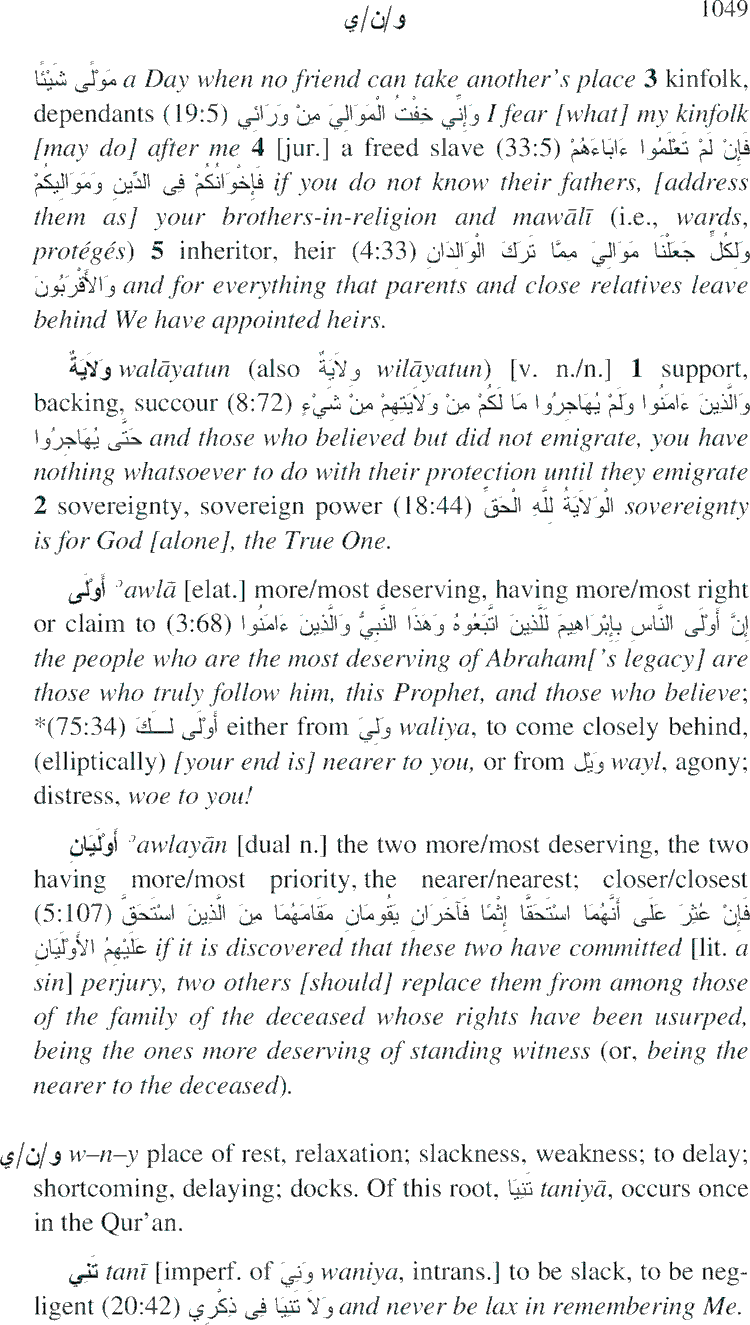 و/ن/ي 1049
مَوْلًى شَيْئًا a Day when no friend can take another's place 3 kinfolk,
dependants (19:5) وَإِنِّي خِفْتُ الْمَوَالِيَ مِنْ وَرَائِي I fear [what] my kinfolk
[may do] after me 4 [jur.] a freed slave (33:5) فَإِنْ لَمْ تَعْلَمُوا ءَابَاءَهُمْ
فَإِخْوَانُكُمْ فِى الدِّينِ وَمَوَالِيكُمْ if you do not know their fathers, [address
them as] your brothers-in-religion and mawālī (i.e., wards,
protégés) 5 inheritor, heir (4:33) وَلِكُلٍّ جَعَلْنَا مَوَالِيَ مِمَّا تَرَكَ الْوَالِدَانِ
وَالأَقْرَبُونَ and for everything that parents and close relatives leave
behind We have appointed heirs.
وَلاَيَةٌ walāyatun (also وِلاَيَةٌ wilāyatun) [v. n./n.] 1 support,
backing, succour (8:72) وَالَّذِينَ ءَامَنُوا وَلَمْ يُهَاجِرُوا مَا لَكُمْ مِنْ وَلاَيَتِهِمْ مِنْ شَيْءٍ
حَتَّى يُهَاجِرُوا and those who believed but did not emigrate, you have
nothing whatsoever to do with their protection until they emigrate
2 sovereignty, sovereign power (18:44) الْوَلاَيَةُ لِلَّهِ الْحَقِّ sovereignty
is for God [alone], the True One.
أَوْلَى ʾawlā [elat.] more/most deserving, having more/most right
or claim to (3:68) إِنَّ أَوْلَى النَّاسِ بِإِبْرَاهِيمَ لَلَّذِينَ اتَّبَعُوهُ وَهَذَا النَّبِيُّ وَالَّذِينَ ءَامَنُوا
the people who are the most deserving of Abraham['s legacy] are
those who truly follow him, this Prophet, and those who believe;
*(75:34) أَوْلَى لَـكَ either from وَلِيَ waliya, to come closely behind,
(elliptically) [your end is] nearer to you, or from وَيْل wayl, agony;
distress, woe to you!
أَوْلَيَانِ ʾawlayān [dual n.] the two more/most deserving, the two
having more/most priority, the nearer/nearest; closer/closest
(5:107) فَإِنْ عُثِرَ عَلَى أَنَّهُمَا اسْتَحَقَّا إِثْمًا فَآخَرَانِ يَقُومَانِ مَقَامَهُمَا مِنَ الَّذِينَ اسْتَحَقَّ
عَلَيْهِمُ الأَوْلَيَانِ if it is discovered that these two have committed [lit. a
sin] perjury, two others [should] replace them from among those
of the family of the deceased whose rights have been usurped,
being the ones more deserving of standing witness (or, being the
nearer to the deceased).
و/ن/ي w–n–y place of rest, relaxation; slackness, weakness; to delay;
shortcoming, delaying; docks. Of this root, تَنِيَا taniyā, occurs once
in the Qur'an.
تَنِي tanī [imperf. of وَنِيَ waniya, intrans.] to be slack, to be neg-
ligent (20:42) وَلاَ تَنِيَا فِى ذِكْرِي and never be lax in remembering Me.